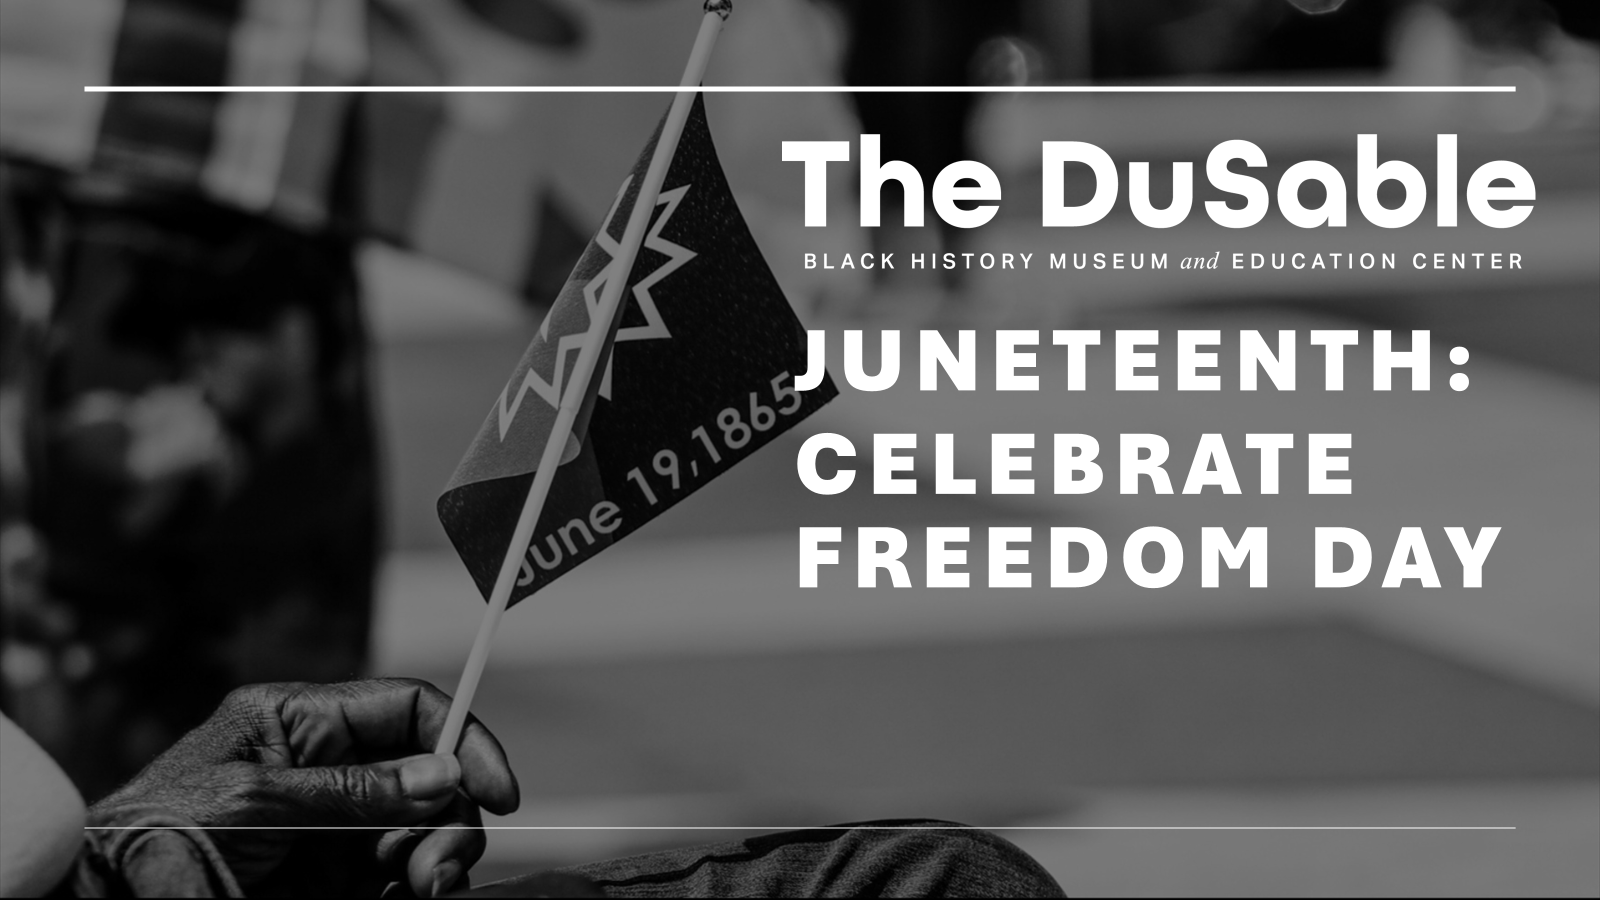 The DuSable
BLACK HISTORY MUSEUM and EDUCATION CENTER
JUNETEENTH:
CELEBRATE
FREEDOM DAY
June 19,1865